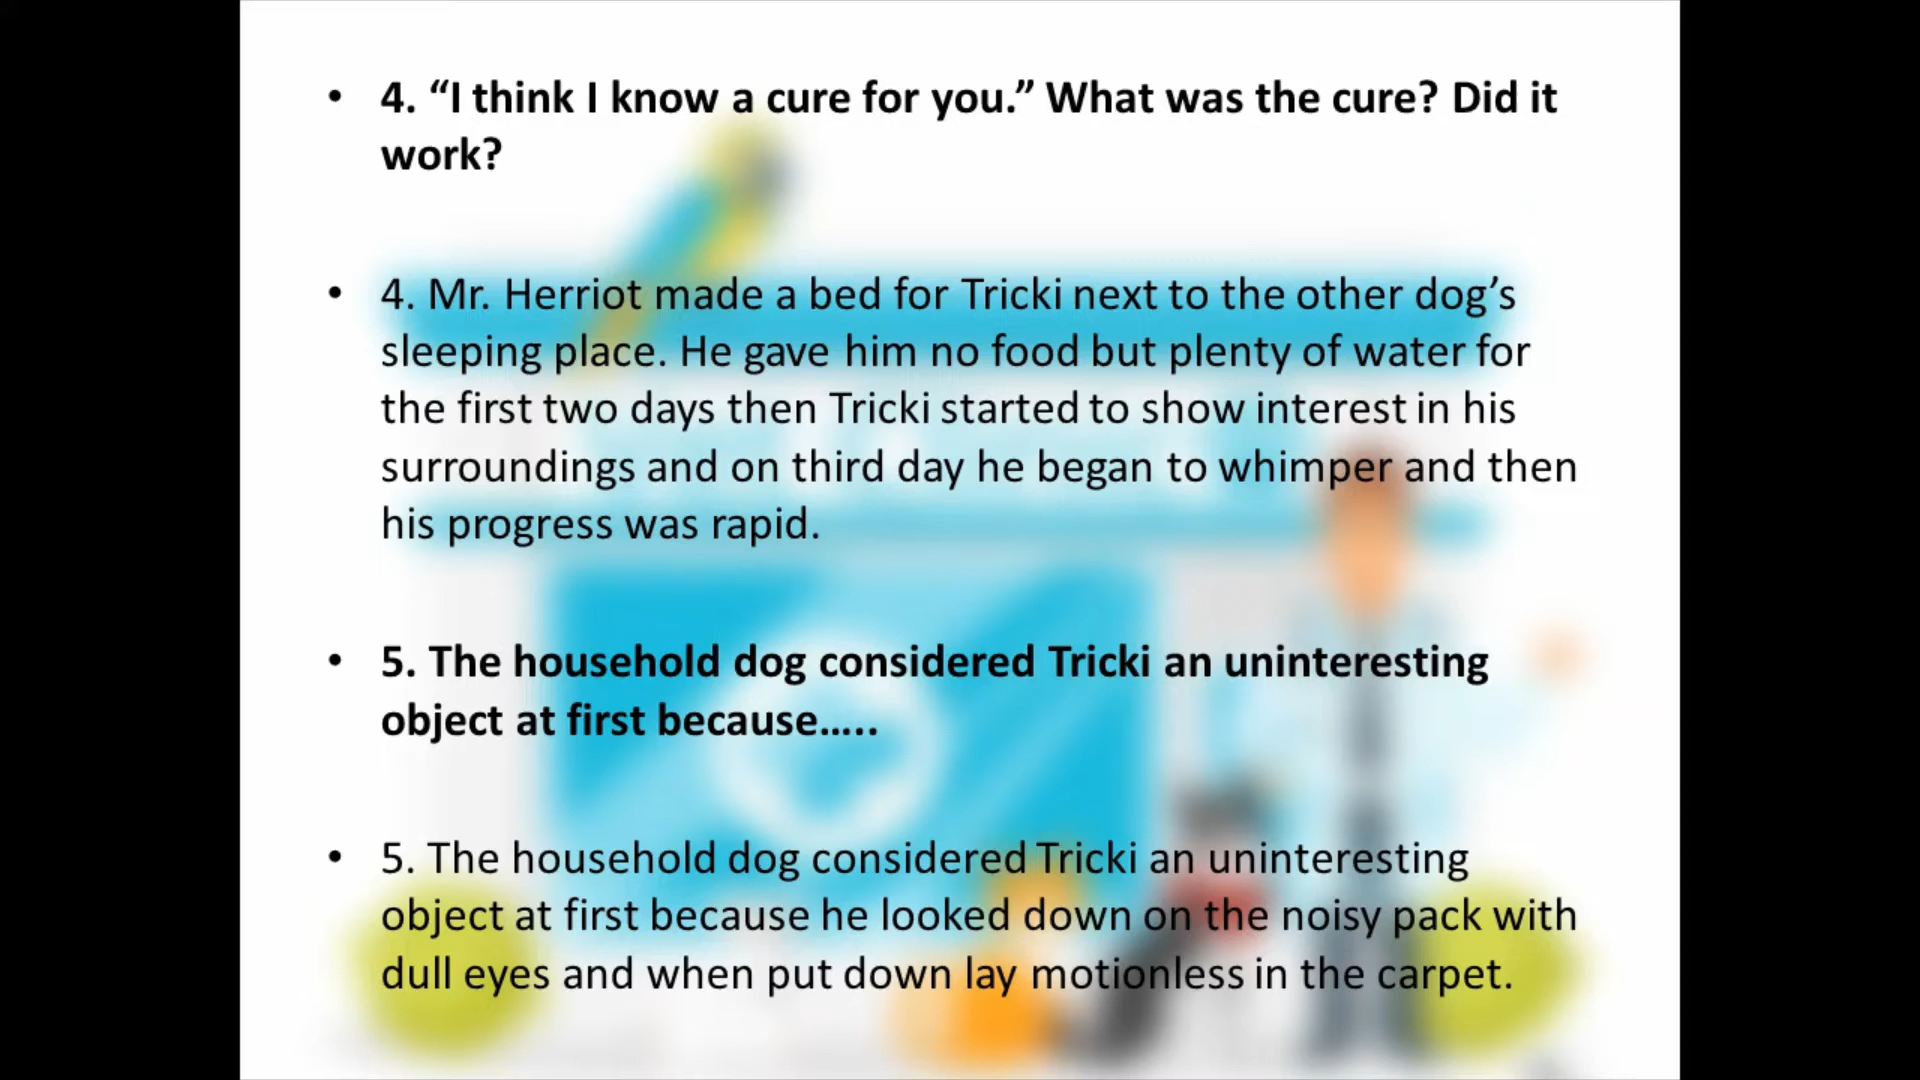 • 4. “I think I know a cure for you.” What was the cure? Did it
work?
• 4. Mr. Herriot made a bed for Tricki next to the other dog’s
sleeping place. He gave him no food but plenty of water for
the first two days then Tricki started to show interest in his
surroundings and on third day he began to whimper and then
his progress was rapid.
• 5. The household dog considered Tricki an uninteresting
object at first because…..
• 5. The household dog considered Tricki an uninteresting
object at first because he looked down on the noisy pack with
dull eyes and when put down lay motionless in the carpet.